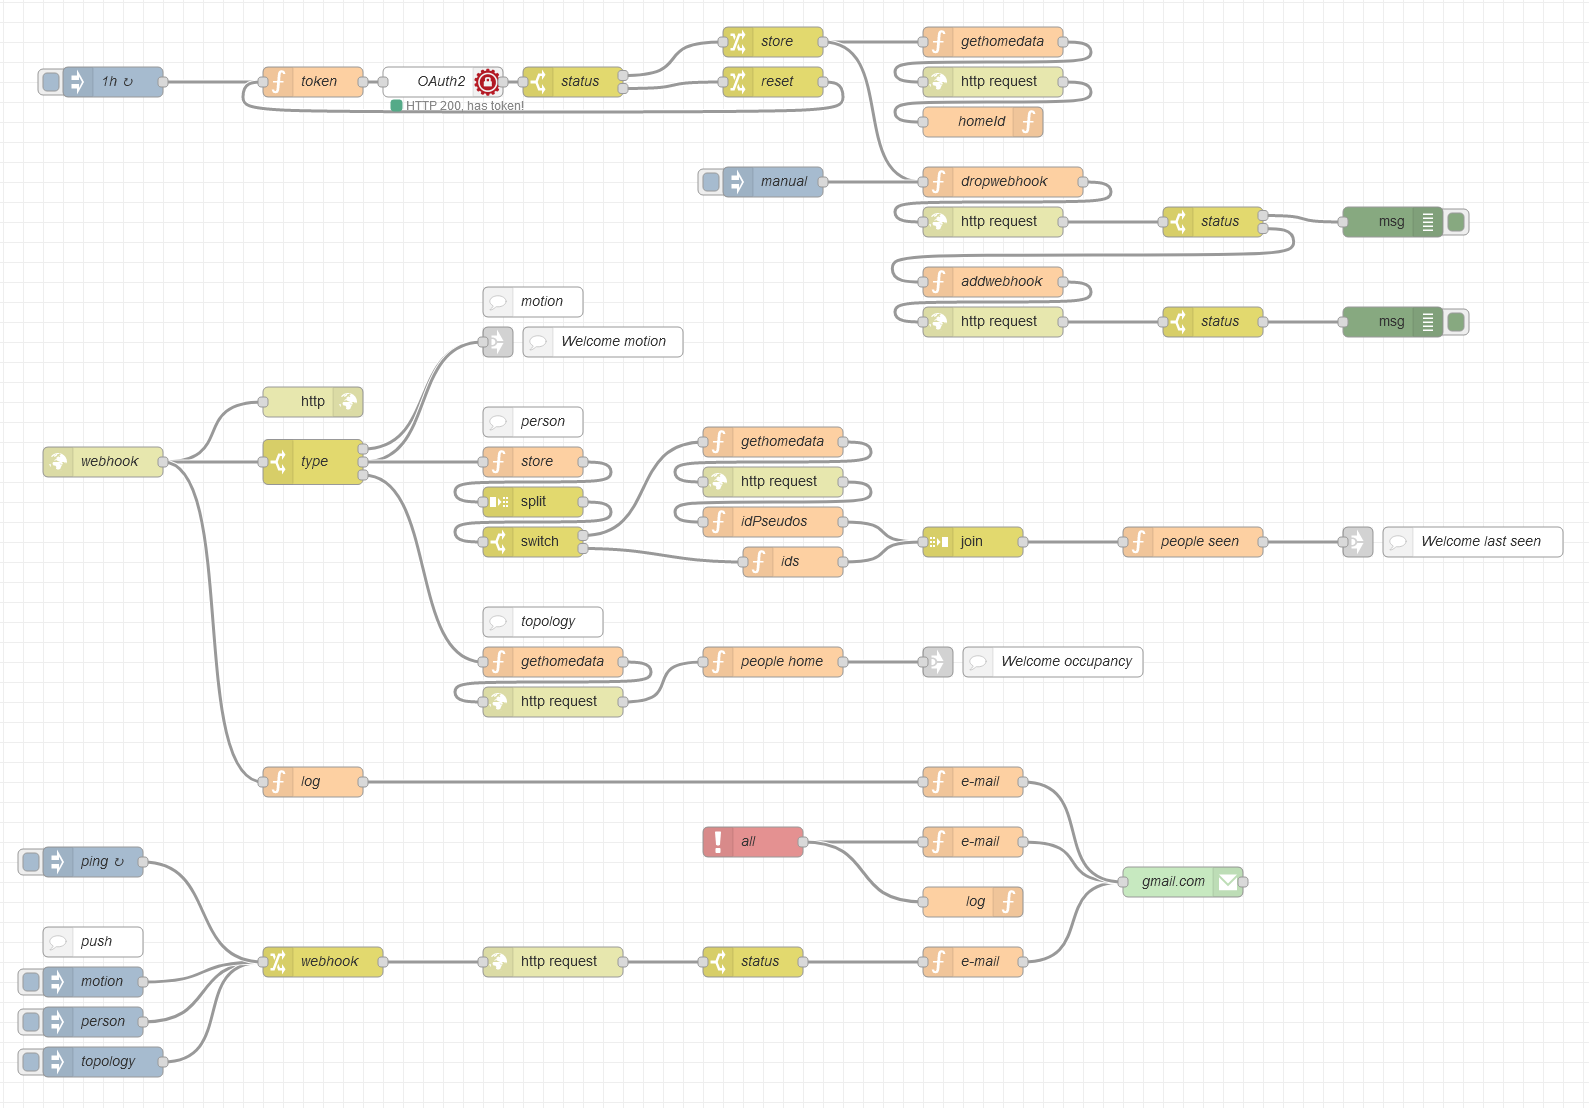 store
gethomedata
1h ↻
token
OAuth2
status
reset
http request
HTTP 200, has token!
homeId
manual
dropwebhook
http request
status
msg
addwebhook
motion
http request
status
msg
Welcome motion
http
person
gethomedata
webhook
type
store
http request
split
idPseudos
switch
join
people seen
Welcome last seen
ids
topology
gethomedata
people home
Welcome occupancy
http request
log
e-mail
all
e-mail
ping ↻
gmail.com
log
push
webhook
http request
status
e-mail
motion
person
topology